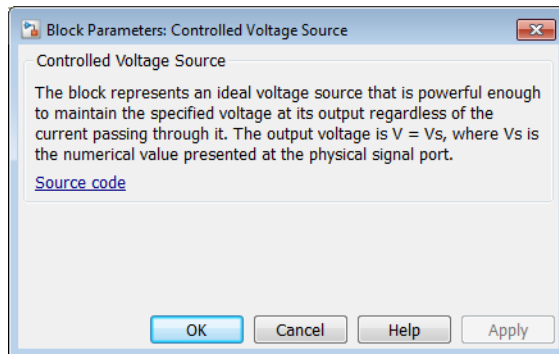 Block Parameters: Controlled Voltage Source
Controlled Voltage Source
The block represents an ideal voltage source that is powerful enough
to maintain the specified voltage at its output regardless of the
current passing through it. The output voltage is V = Vs, where Vs is
the numerical value presented at the physical signal port.
Source code
OK Cancel Help Apply